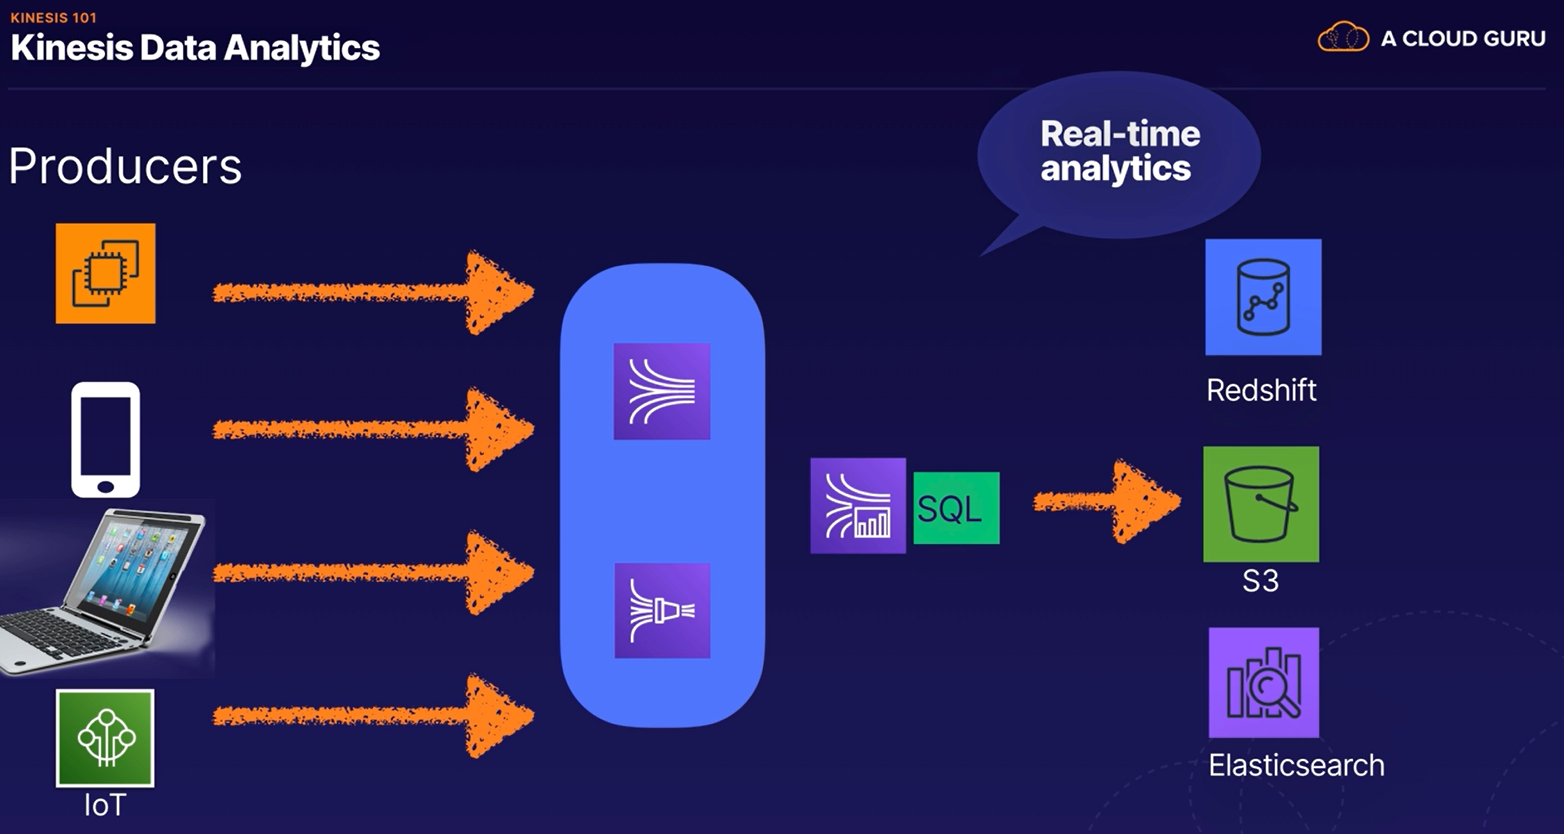 KINESIS 101
Kinesis Data Analytics
A CLOUD GURU
Producers
Real-time
analytics
Redshift
SQL
S3
Elasticsearch
IoT